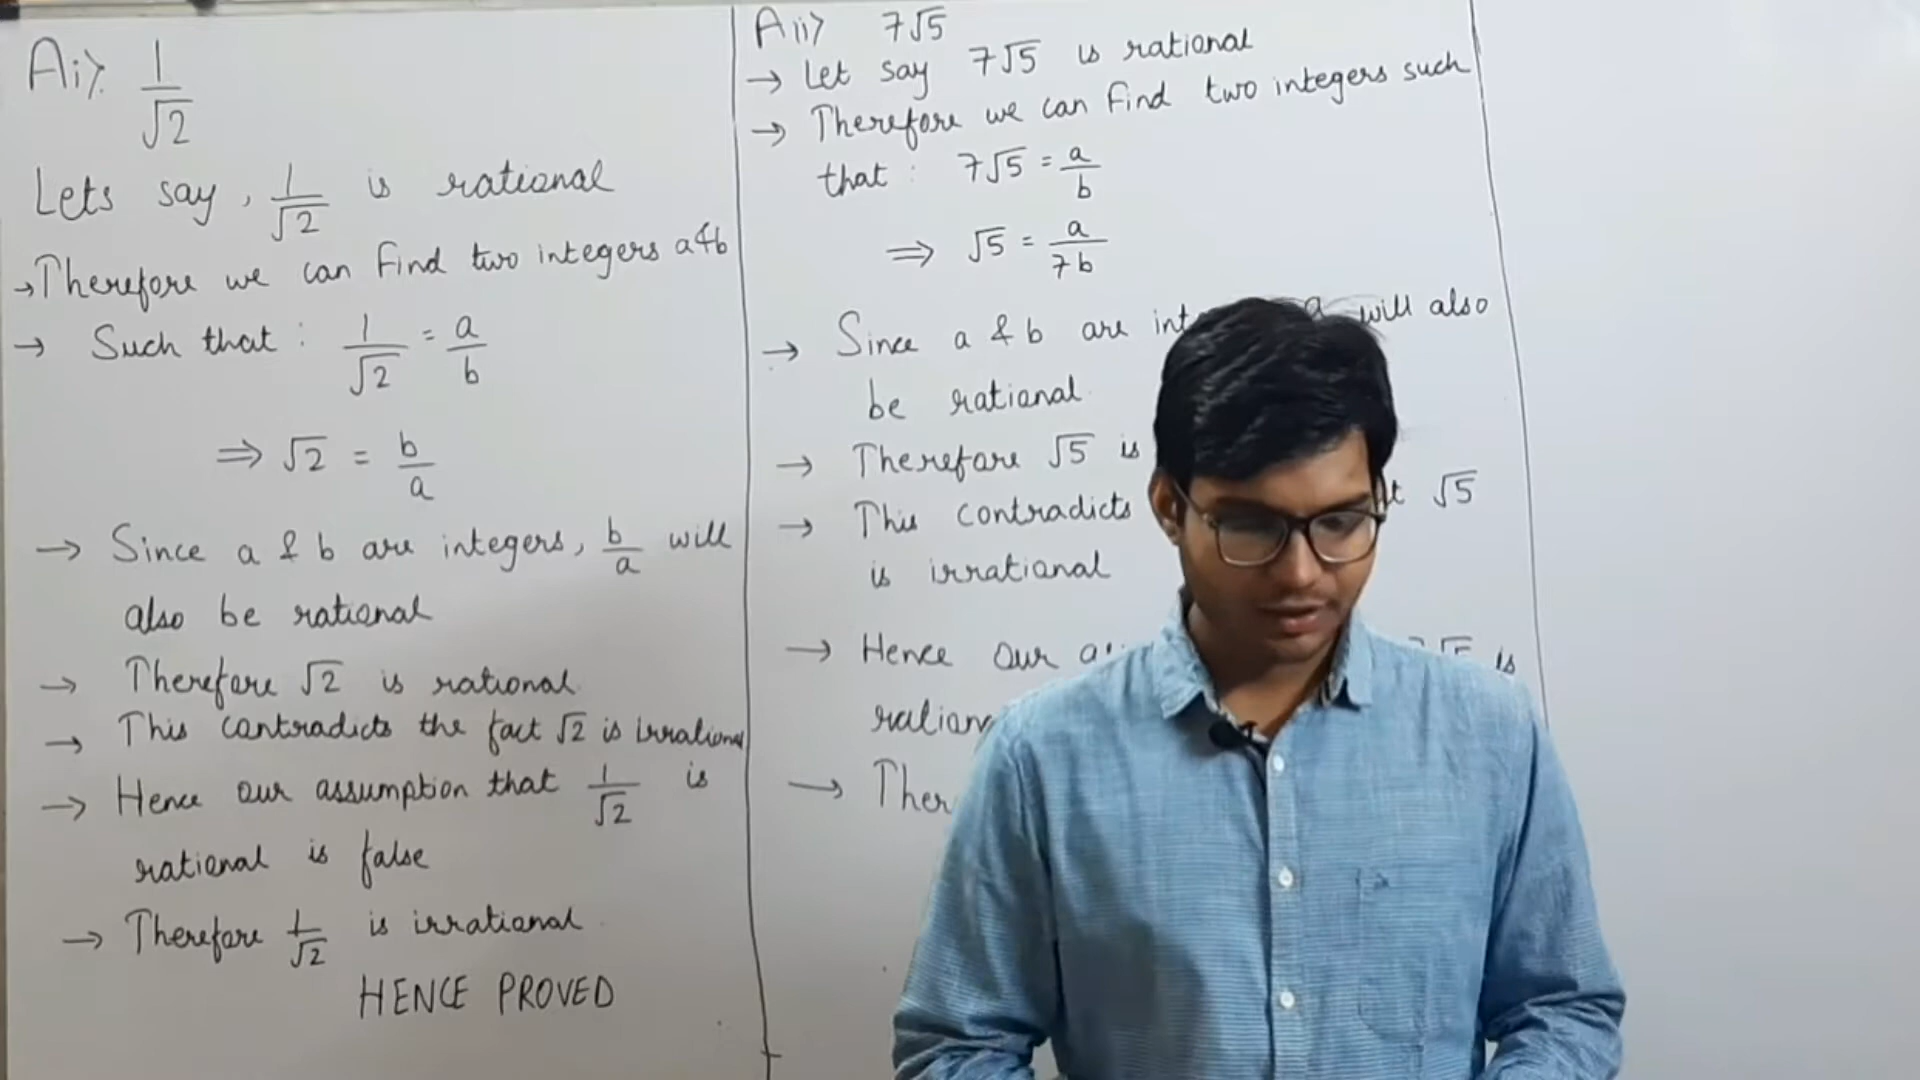 Ai> 1/√2
Lets say, 1/√2 is rational
→ Therefore we can find two integers a & b
→ Such that : 1/√2 = a/b
⇒ √2 = b/a
→ Since a & b are integers, b/a will
also be rational
→ Therefore √2 is rational
→ This contradicts the fact √2 is irrational
→ Hence our assumption that 1/√2 is
rational is false
→ Therefore 1/√2 is irrational
HENCE PROVED
Aii> 7√5
→ Let say 7√5 is rational
→ Therefore we can find two integers such
that : 7√5 = a/b
⇒ √5 = a/7b
→ Since a & b are will also
be rational
→ Therefore √5 is
→ This contradicts √5
is irrational
→ Hence our is
→